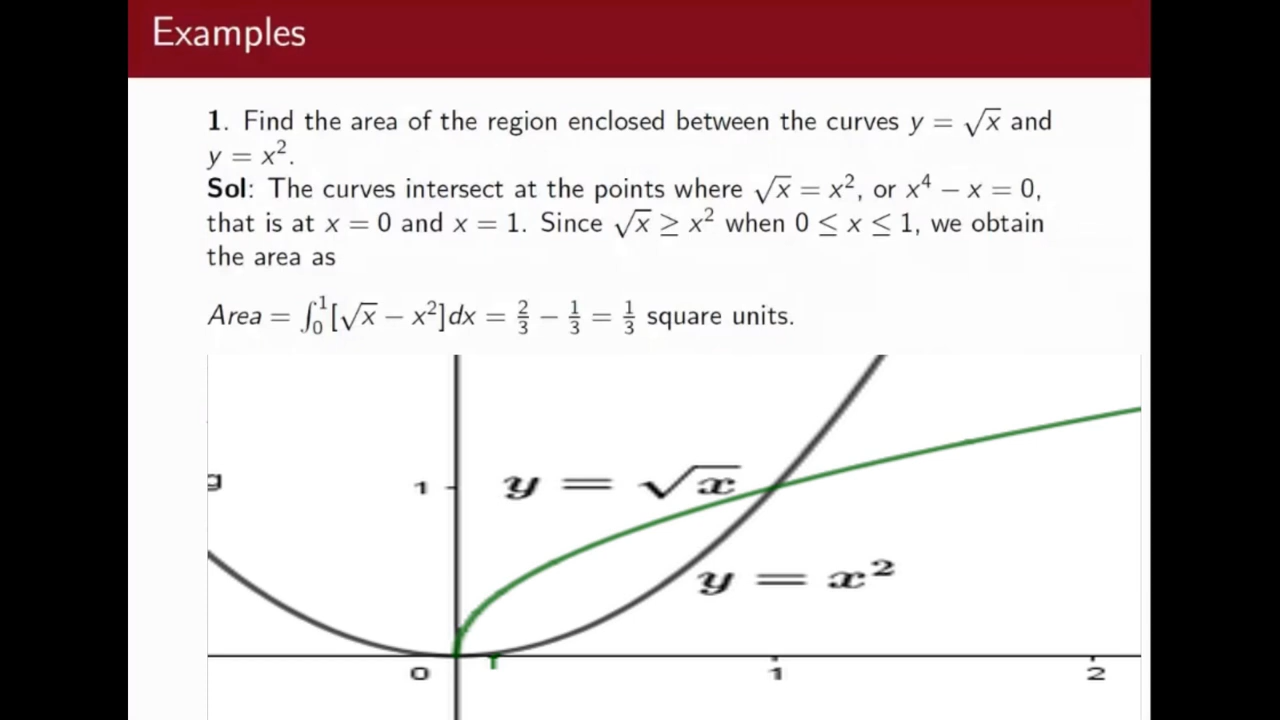 Examples
1. Find the area of the region enclosed between the curves y = √x and
y = x².
Sol: The curves intersect at the points where √x = x², or x⁴ − x = 0,
that is at x = 0 and x = 1. Since √x ≥ x² when 0 ≤ x ≤ 1, we obtain
the area as
Area = ∫₀¹[√x − x²]dx = 2/3 − 1/3 = 1/3 square units.
g
1
y = √x
y = x²
0
1
2